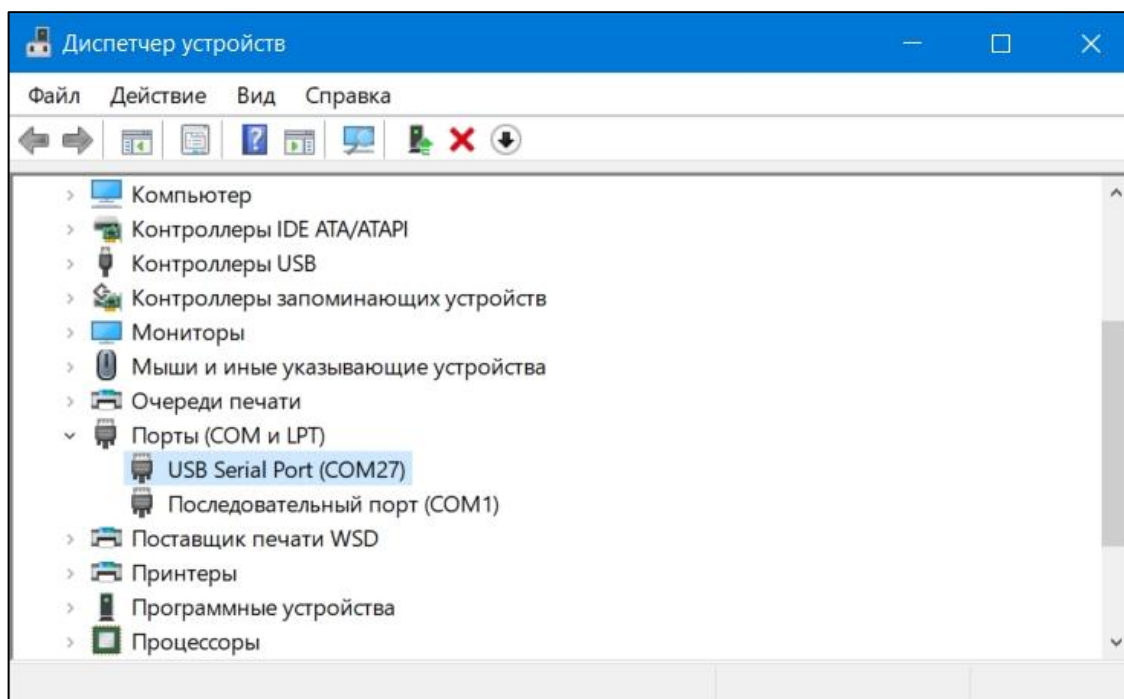 Диспетчер устройств
Файл Действие Вид Справка
Компьютер
Контроллеры IDE ATA/ATAPI
Контроллеры USB
Контроллеры запоминающих устройств
Мониторы
Мыши и иные указывающие устройства
Очереди печати
Порты (COM и LPT)
USB Serial Port (COM27)
Последовательный порт (COM1)
Поставщик печати WSD
Принтеры
Программные устройства
Процессоры